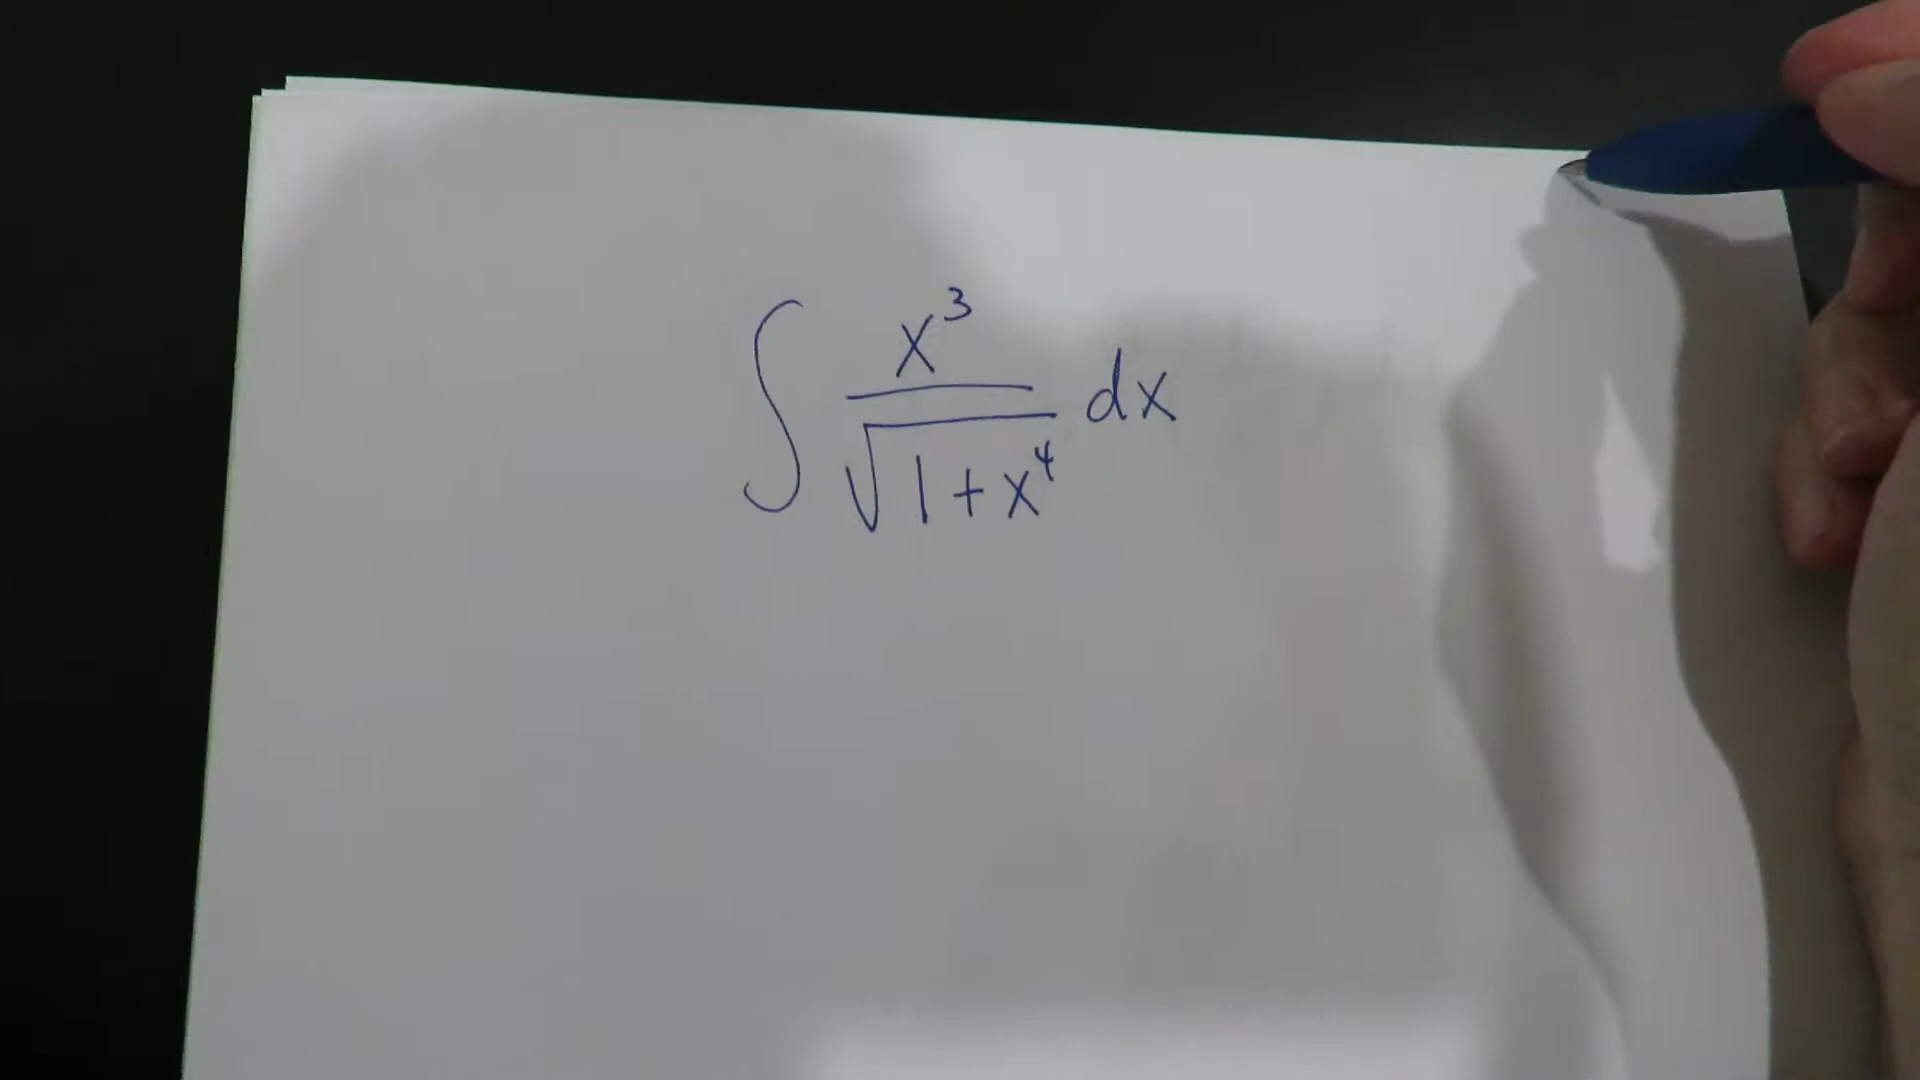 ∫ x³/√(1+x⁴) dx